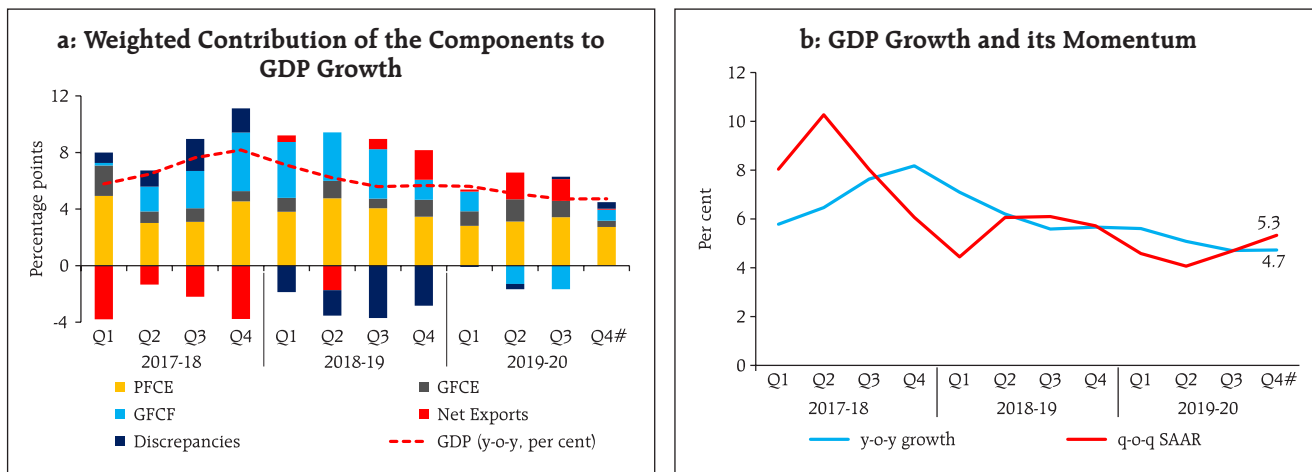 a: Weighted Contribution of the Components to
GDP Growth
Percentage points
12
8
4
0
-4
Q1 Q2 Q3 Q4 Q1 Q2 Q3 Q4 Q1 Q2 Q3 Q4#
2017-18 2018-19 2019-20
PFCE GFCE
GFCF Net Exports
Discrepancies GDP (y-o-y, per cent)
b: GDP Growth and its Momentum
Per cent
12
10
8
6
4
2
0
5.3
4.7
Q1 Q2 Q3 Q4 Q1 Q2 Q3 Q4 Q1 Q2 Q3 Q4#
2017-18 2018-19 2019-20
y-o-y growth q-o-q SAAR